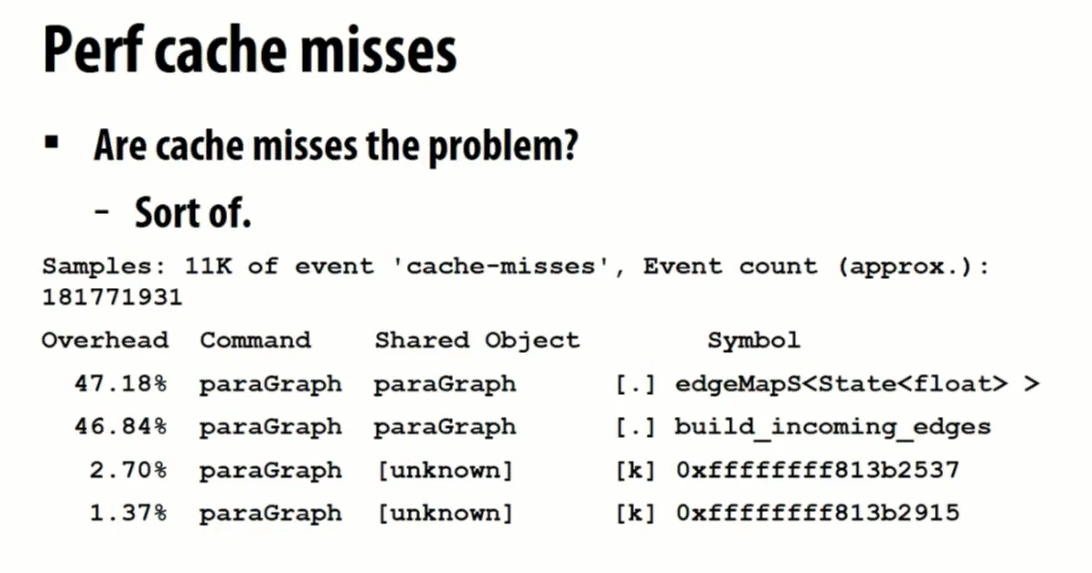 Perf cache misses
▪ Are cache misses the problem?
– Sort of.
Samples: 11K of event 'cache-misses', Event count (approx.):
181771931
Overhead Command Shared Object Symbol
47.18% paraGraph paraGraph [.] edgeMapS<State<float> >
46.84% paraGraph paraGraph [.] build_incoming_edges
2.70% paraGraph [unknown] [k] 0xffffffff813b2537
1.37% paraGraph [unknown] [k] 0xffffffff813b2915